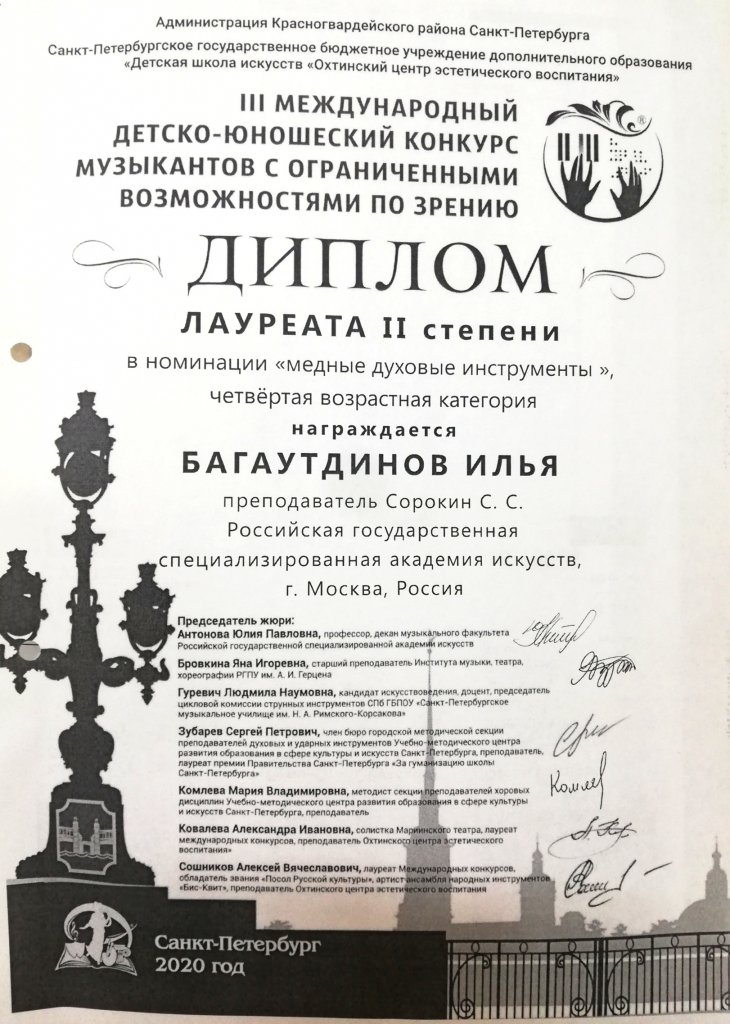 Администрация Красногвардейского района Санкт-Петербурга
Санкт-Петербургское государственное бюджетное учреждение дополнительного образования
«Детская школа искусств «Охтинский центр эстетического воспитания»
III МЕЖДУНАРОДНЫЙ
ДЕТСКО-ЮНОШЕСКИЙ КОНКУРС
МУЗЫКАНТОВ С ОГРАНИЧЕННЫМИ
ВОЗМОЖНОСТЯМИ ПО ЗРЕНИЮ
®
ДИПЛОМ
ЛАУРЕАТА II степени
в номинации «медные духовые инструменты »,
четвёртая возрастная категория
награждается
БАГАУТДИНОВ ИЛЬЯ
преподаватель Сорокин С. С.
Российская государственная
специализированная академия искусств,
г. Москва, Россия
Председатель жюри:
Антонова Юлия Павловна, профессор, декан музыкального факультета
Российской государственной специализированной академии искусств
Бровкина Яна Игоревна, старший преподаватель Института музыки, театра,
хореографии РГПУ им. А. И. Герцена
Гуревич Людмила Наумовна, кандидат искусствоведения, доцент, председатель
цикловой комиссии струнных инструментов СПб ГБПОУ «Санкт-Петербургское
музыкальное училище им. Н. А. Римского-Корсакова»
Зубарев Сергей Петрович, член бюро городской методической секции
преподавателей духовых и ударных инструментов Учебно-методического центра
развития образования в сфере культуры и искусств Санкт-Петербурга, преподаватель,
лауреат премии Правительства Санкт-Петербурга «За гуманизацию школы
Санкт-Петербурга»
Комлева Мария Владимировна, методист секции преподавателей хоровых
дисциплин Учебно-методического центра развития образования в сфере культуры
и искусств Санкт-Петербурга, преподаватель
Комлев
Ковалева Александра Ивановна, солистка Мариинского театра, лауреат
международных конкурсов, преподаватель Охтинского центра эстетического
воспитания»
Сошников Алексей Вячеславович, лауреат Международных конкурсов,
обладатель звания «Посол Русской культуры», артист ансамбля народных инструментов
«Бис-Квит», преподаватель Охтинского центра эстетического воспитания
Санкт-Петербург
2020 год